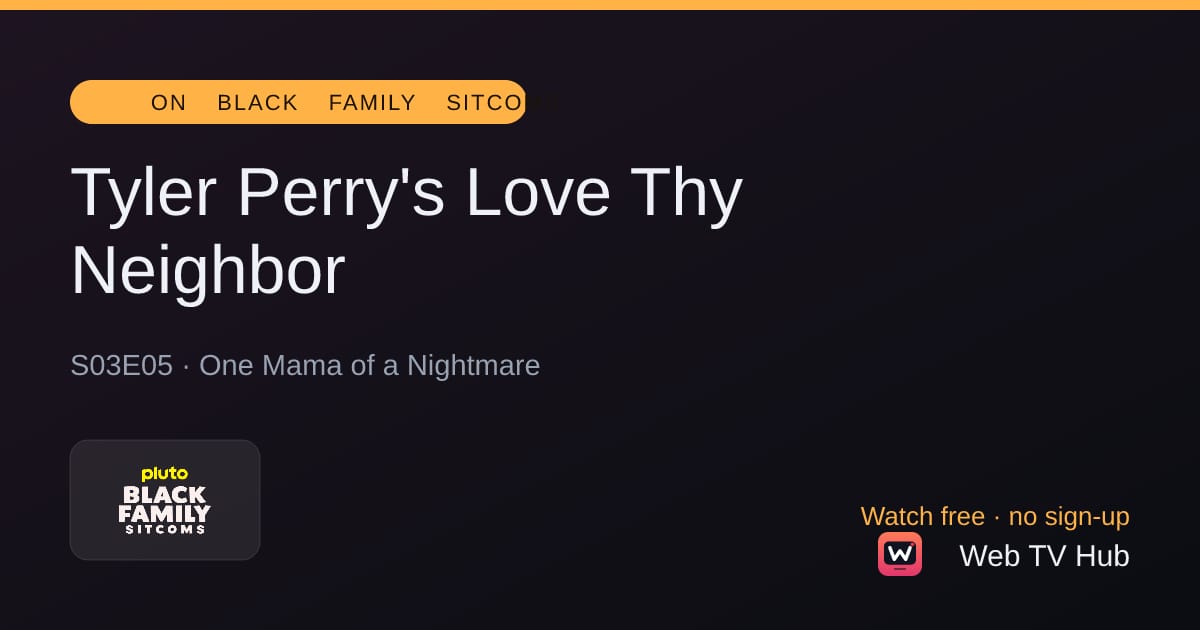 ON BLACK FAMILY SITCO
Tyler Perry's Love Thy
Neighbor
S03E05 · One Mama of a Nightmare
pluto
BLACK
FAMILY
SITCOMS
Watch free · no sign-up
W
Web TV Hub